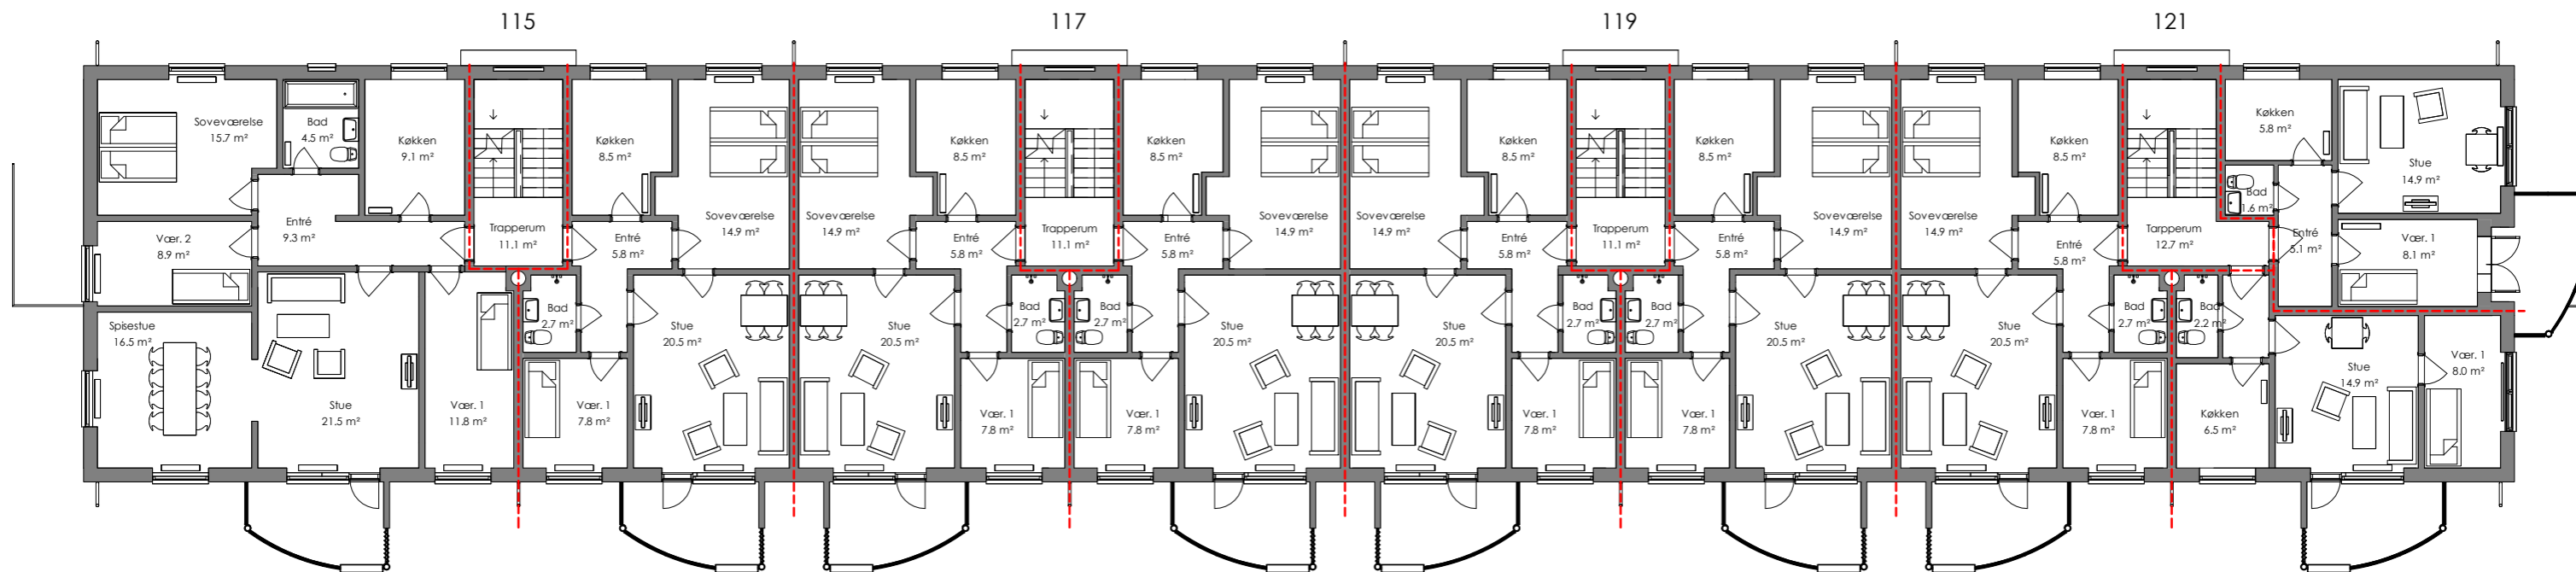 115
117
119
121
Soveværelse
15.7 m²
Bad
4.5 m²
Køkken
9.1 m²
Entré
9.3 m²
Vær. 2
8.9 m²
Spisestue
16.5 m²
Stue
21.5 m²
Vær. 1
11.8 m²
Trapperum
11.1 m²
Køkken
8.5 m²
Soveværelse
14.9 m²
Entré
5.8 m²
Bad
2.7 m²
Vær. 1
7.8 m²
Stue
20.5 m²
Soveværelse
14.9 m²
Køkken
8.5 m²
Entré
5.8 m²
Stue
20.5 m²
Bad
2.7 m²
Vær. 1
7.8 m²
Trapperum
11.1 m²
Køkken
8.5 m²
Soveværelse
14.9 m²
Entré
5.8 m²
Bad
2.7 m²
Vær. 1
7.8 m²
Stue
20.5 m²
Soveværelse
14.9 m²
Køkken
8.5 m²
Entré
5.8 m²
Stue
20.5 m²
Bad
2.7 m²
Vær. 1
7.8 m²
Trapperum
11.1 m²
Køkken
8.5 m²
Soveværelse
14.9 m²
Entré
5.8 m²
Bad
2.7 m²
Vær. 1
7.8 m²
Stue
20.5 m²
Soveværelse
14.9 m²
Køkken
8.5 m²
Entré
5.8 m²
Stue
20.5 m²
Bad
2.7 m²
Vær. 1
7.8 m²
Tarpperum
12.7 m²
Køkken
5.8 m²
Bad
1.6 m²
Entré
5.1 m²
Stue
14.9 m²
Vær. 1
8.1 m²
Bad
2.2 m²
Køkken
6.5 m²
Stue
14.9 m²
Vær. 1
8.0 m²